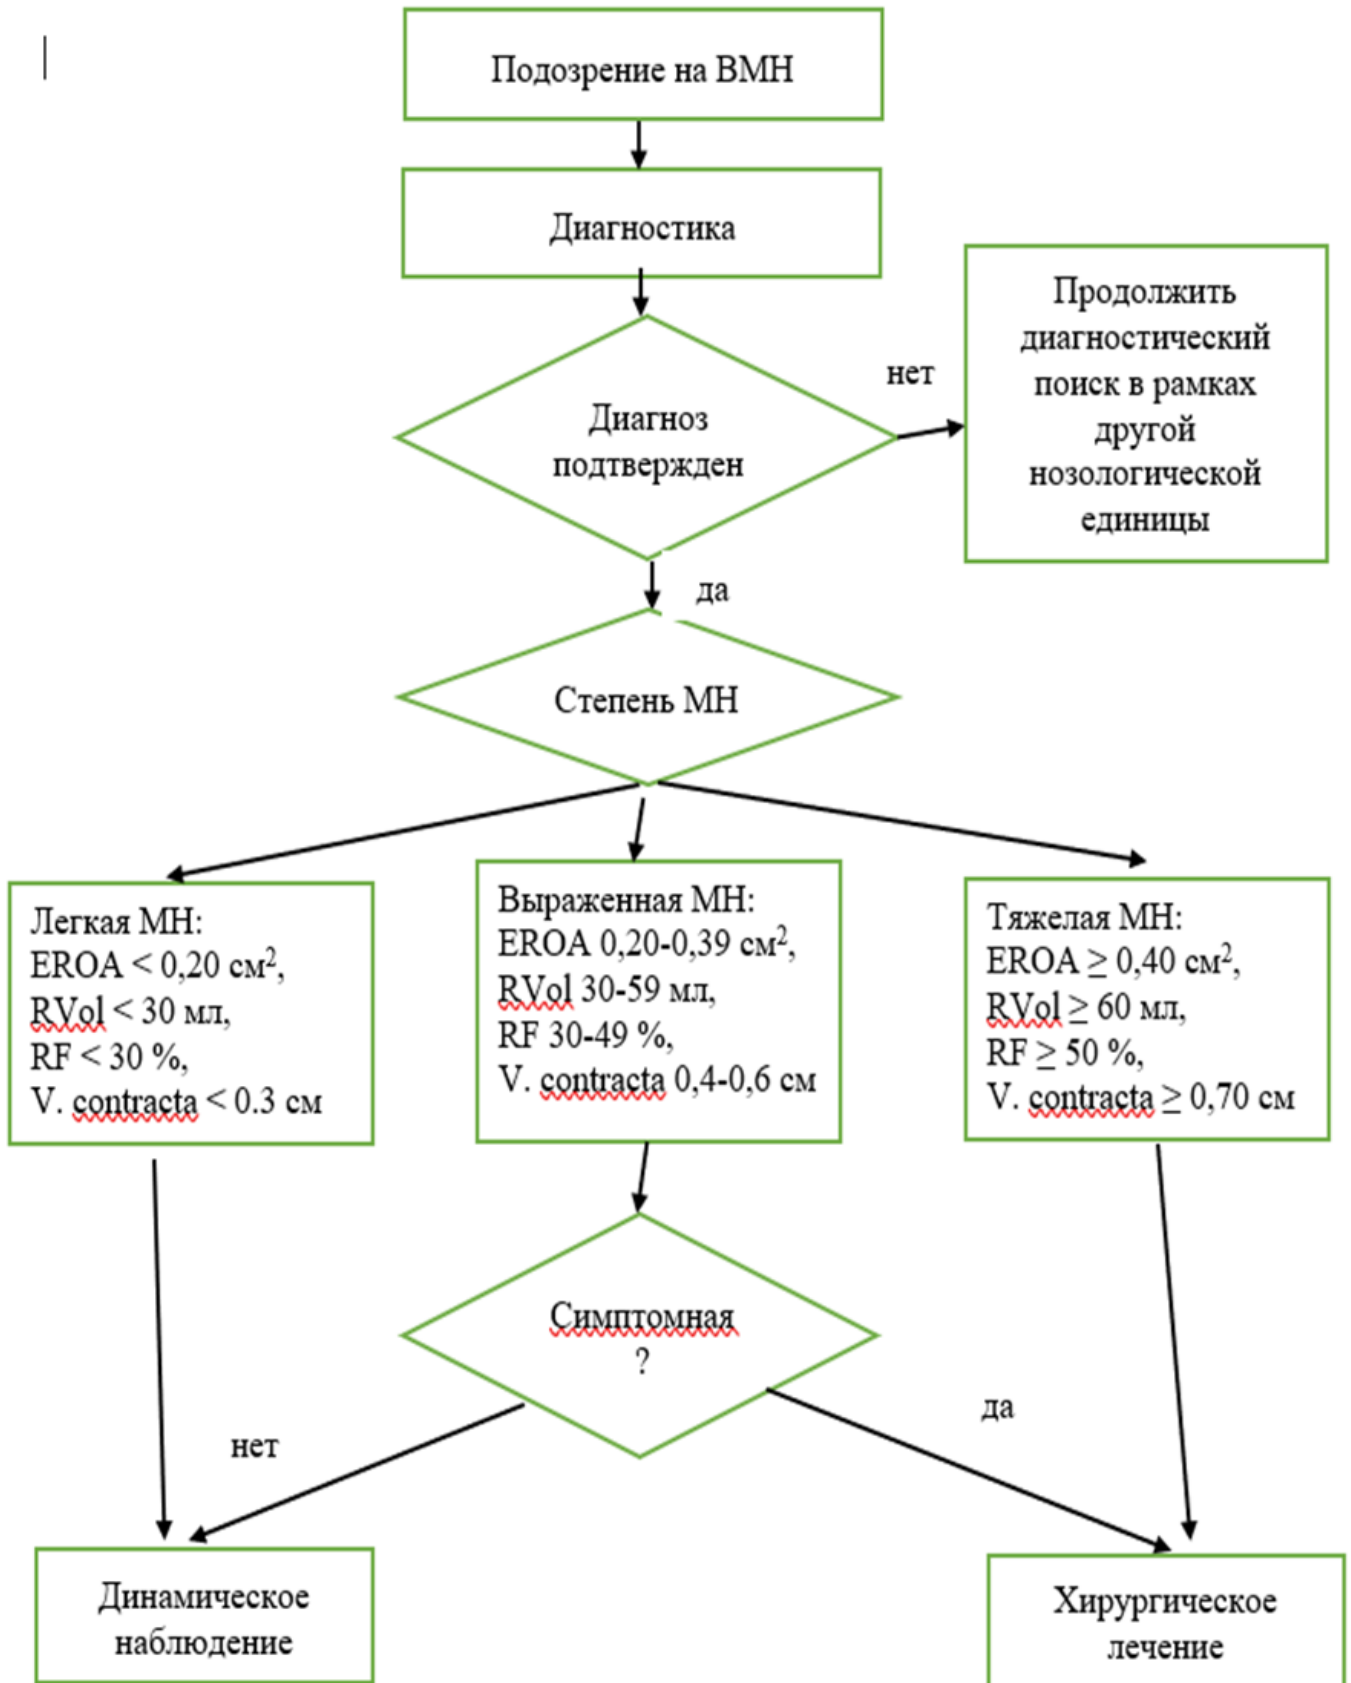 Подозрение на ВМН
Диагностика
Диагноз
подтвержден
нет
Продолжить
диагностический
поиск в рамках
другой
нозологической
единицы
да
Степень МН
Легкая МН:
EROA < 0,20 см²,
RVol < 30 мл,
RF < 30 %,
V. contracta < 0.3 см
Выраженная МН:
EROA 0,20-0,39 см²,
RVol 30-59 мл,
RF 30-49 %,
V. contracta 0,4-0,6 см
Тяжелая МН:
EROA ≥ 0,40 см²,
RVol ≥ 60 мл,
RF ≥ 50 %,
V. contracta ≥ 0,70 см
Симптомная
?
нет
да
Динамическое
наблюдение
Хирургическое
лечение